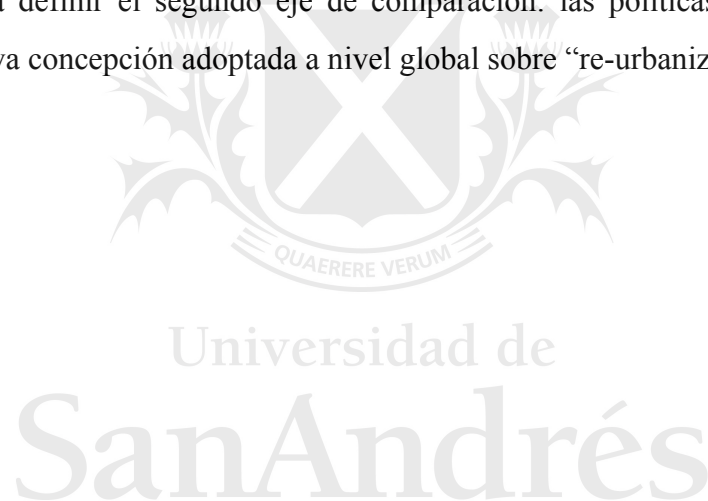 a definir el segundo eje de comparación: las políticas
va concepción adoptada a nivel global sobre “re-urbaniz
QUAERERE VERUM
Universidad de
SanAndrés